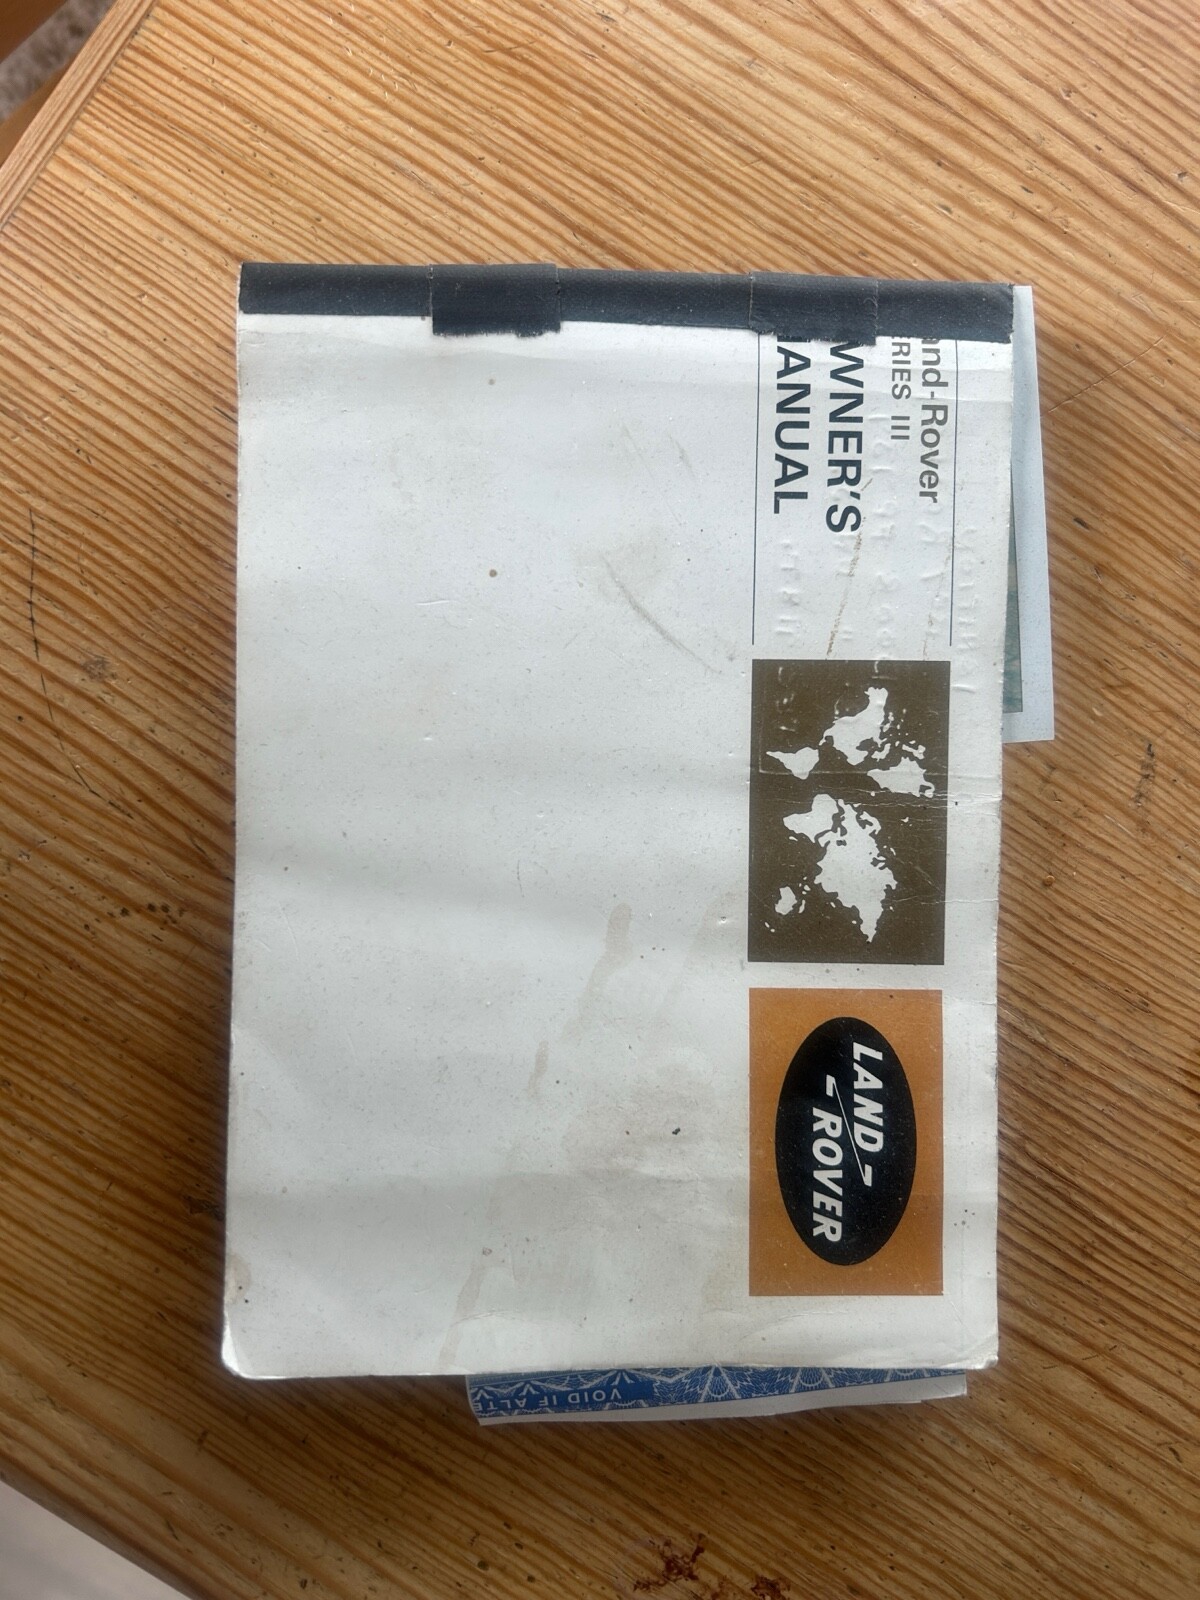 and-Rover
RIES III
WNER'S
ANUAL
LAND
ROVER
VOID IF ALTE